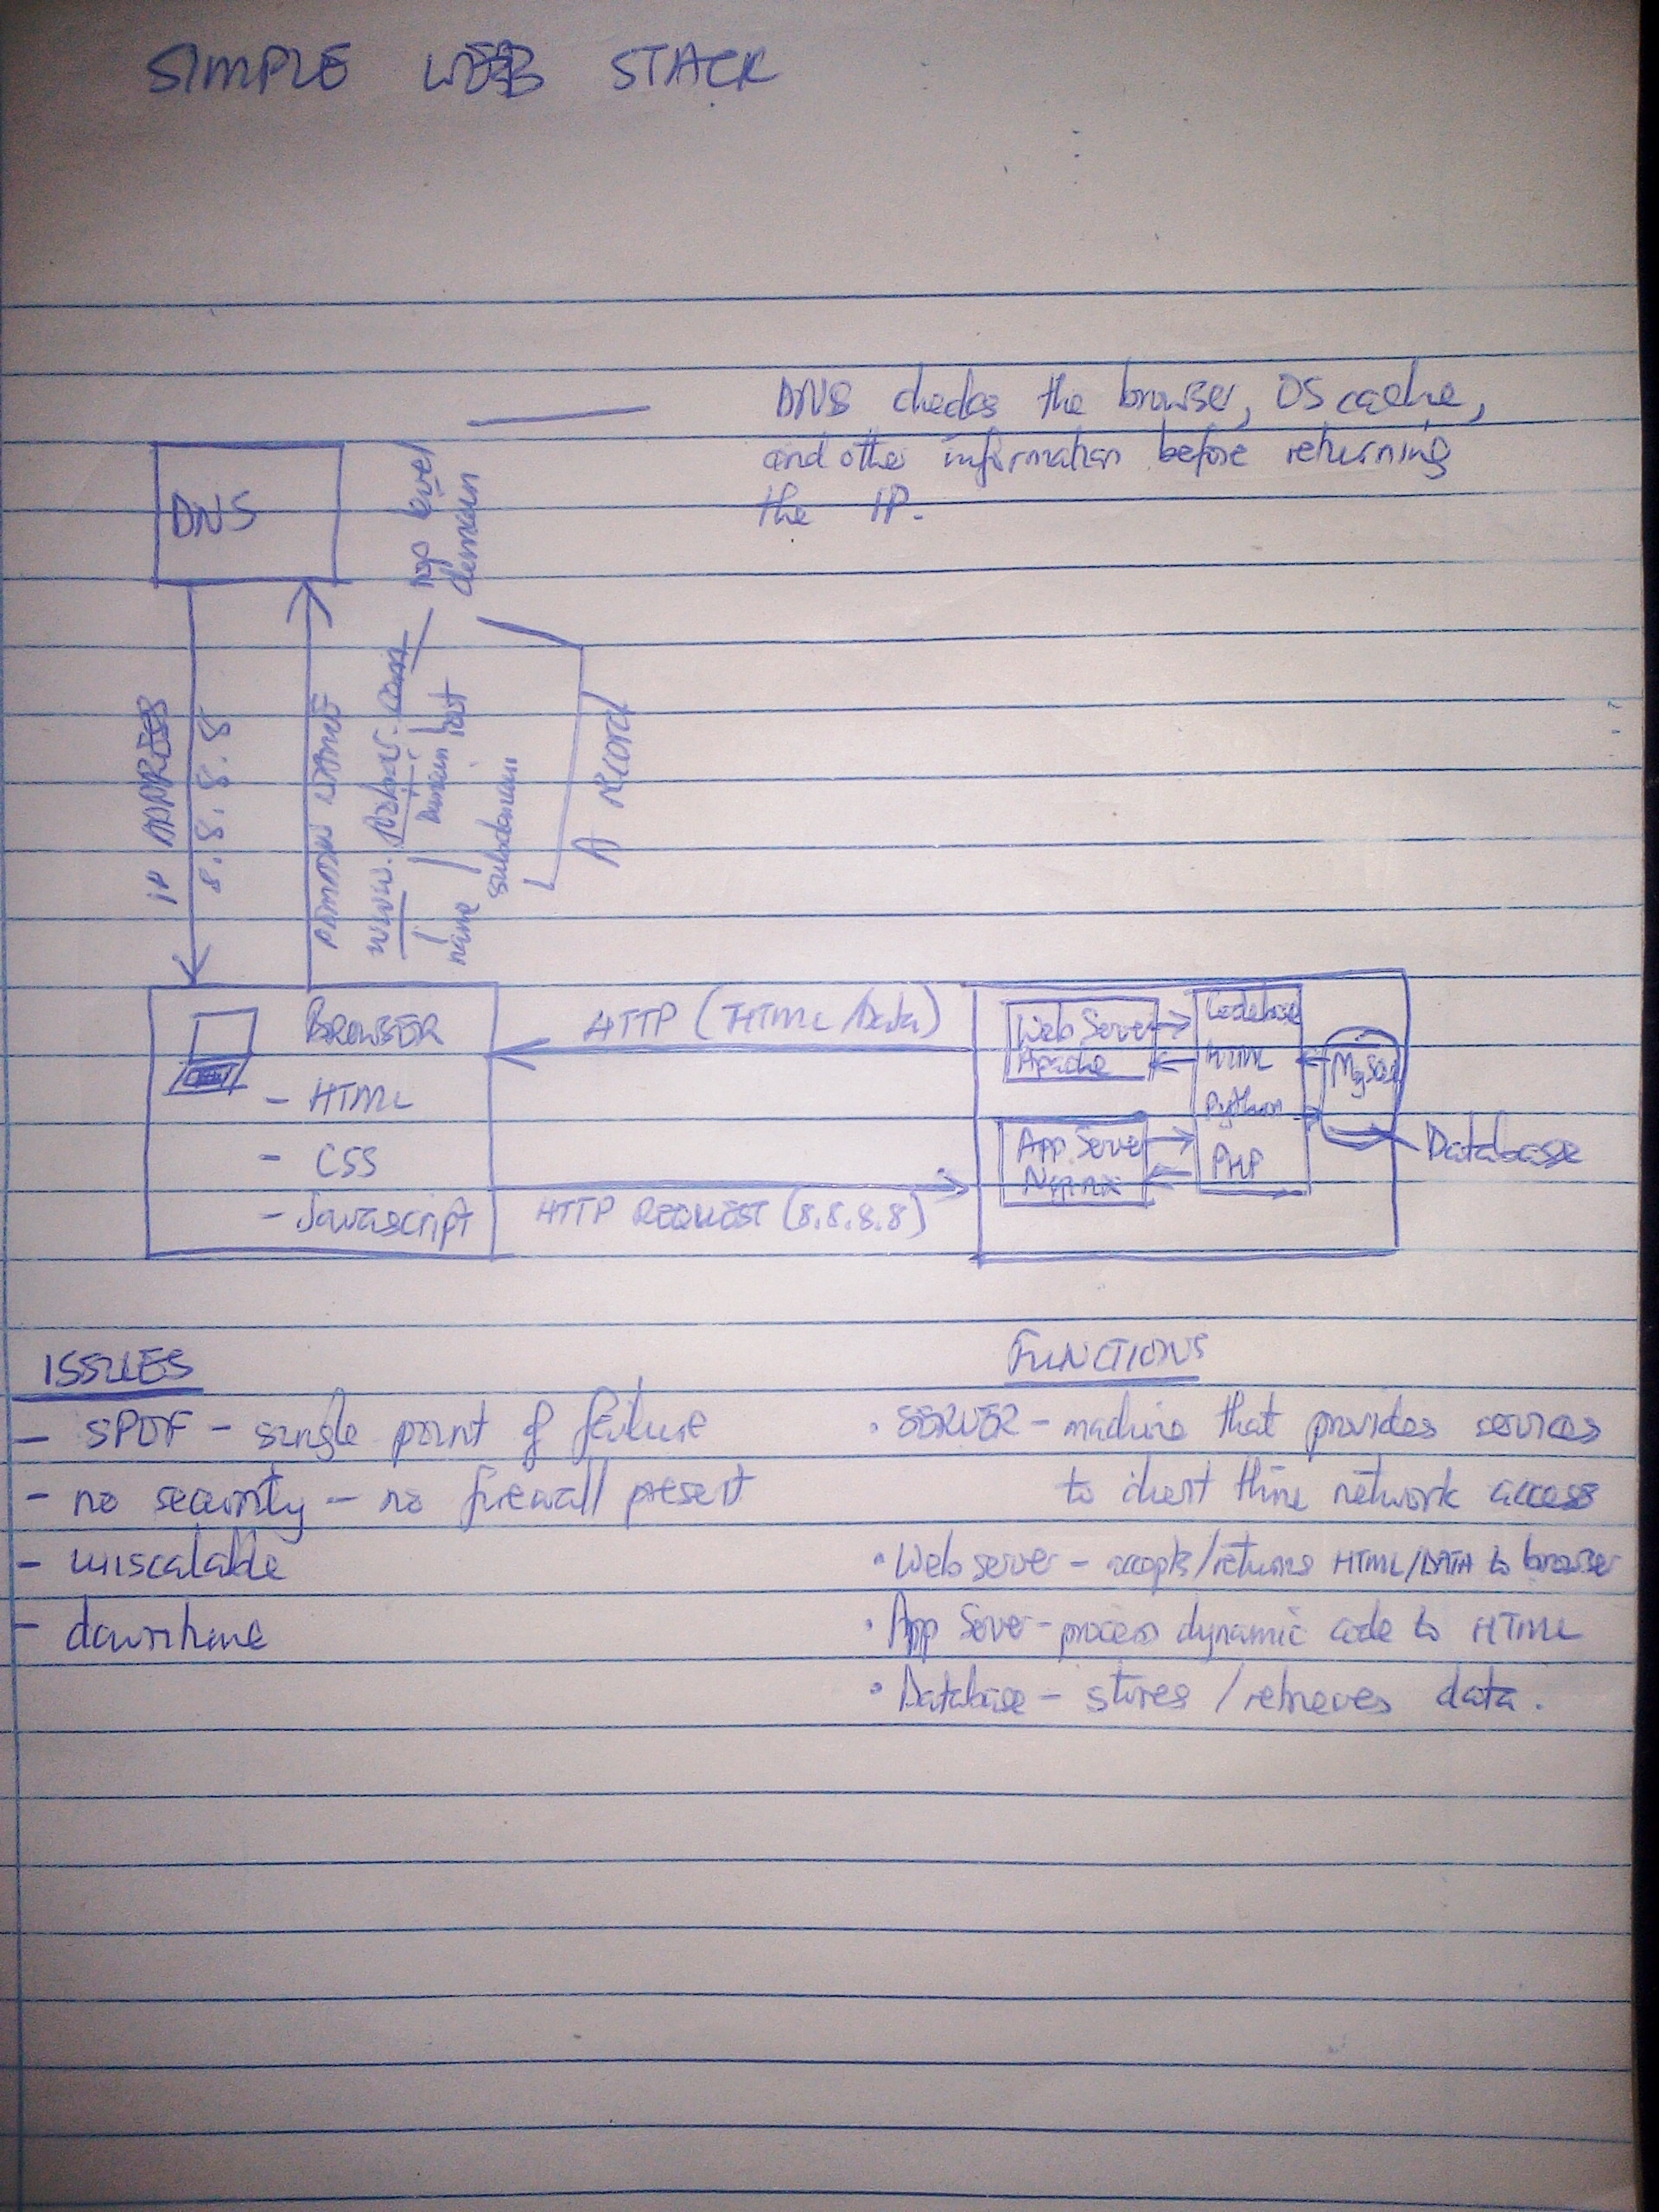 SIMPLE WEB STACK
DNS checks the browser, OS cache,
and other information before returning
the IP.
DNS
top level
domain
IP ADDRESS
8.8.8.8
DOMAIN NAME
www. .com
Domain
name
subdomain
A record
BROWSER
- HTML
- CSS
- Javascript
HTTP (HTML/Data)
HTTP REQUEST (8.8.8.8)
Web Server
Apache
App Server
Nginx
Codebase
HTML
Python
PHP
MySQL
Database
ISSUES
- SPOF - single point of failure
- no security - no firewall present
- unscalable
- downtime
FUNCTIONS
• SERVER - machine that provides services
to client network access
• Web server - accepts/returns HTML/DATA to browser
• App Server - process dynamic code to HTML
• Database - stores / retrieves data.